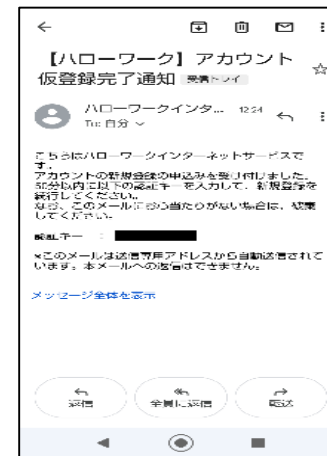 【ハローワーク】アカウント
仮登録完了通知 受信トレイ
ハローワークインタ... 12:24
To: 自分
こちらはハローワークインターネットサービスで
す。
アカウントの新規登録の申込みを受け付けました。
50分以内に以下の認証キーを入力して、新規登録を
続行してください。
なお、このメールにお心当たりがない場合は、破棄
してください。
認証キー :
※このメールは送信専用アドレスから自動送信されて
います。本メールへの返信はできません。
メッセージ全体を表示
返信 全員に返信 転送